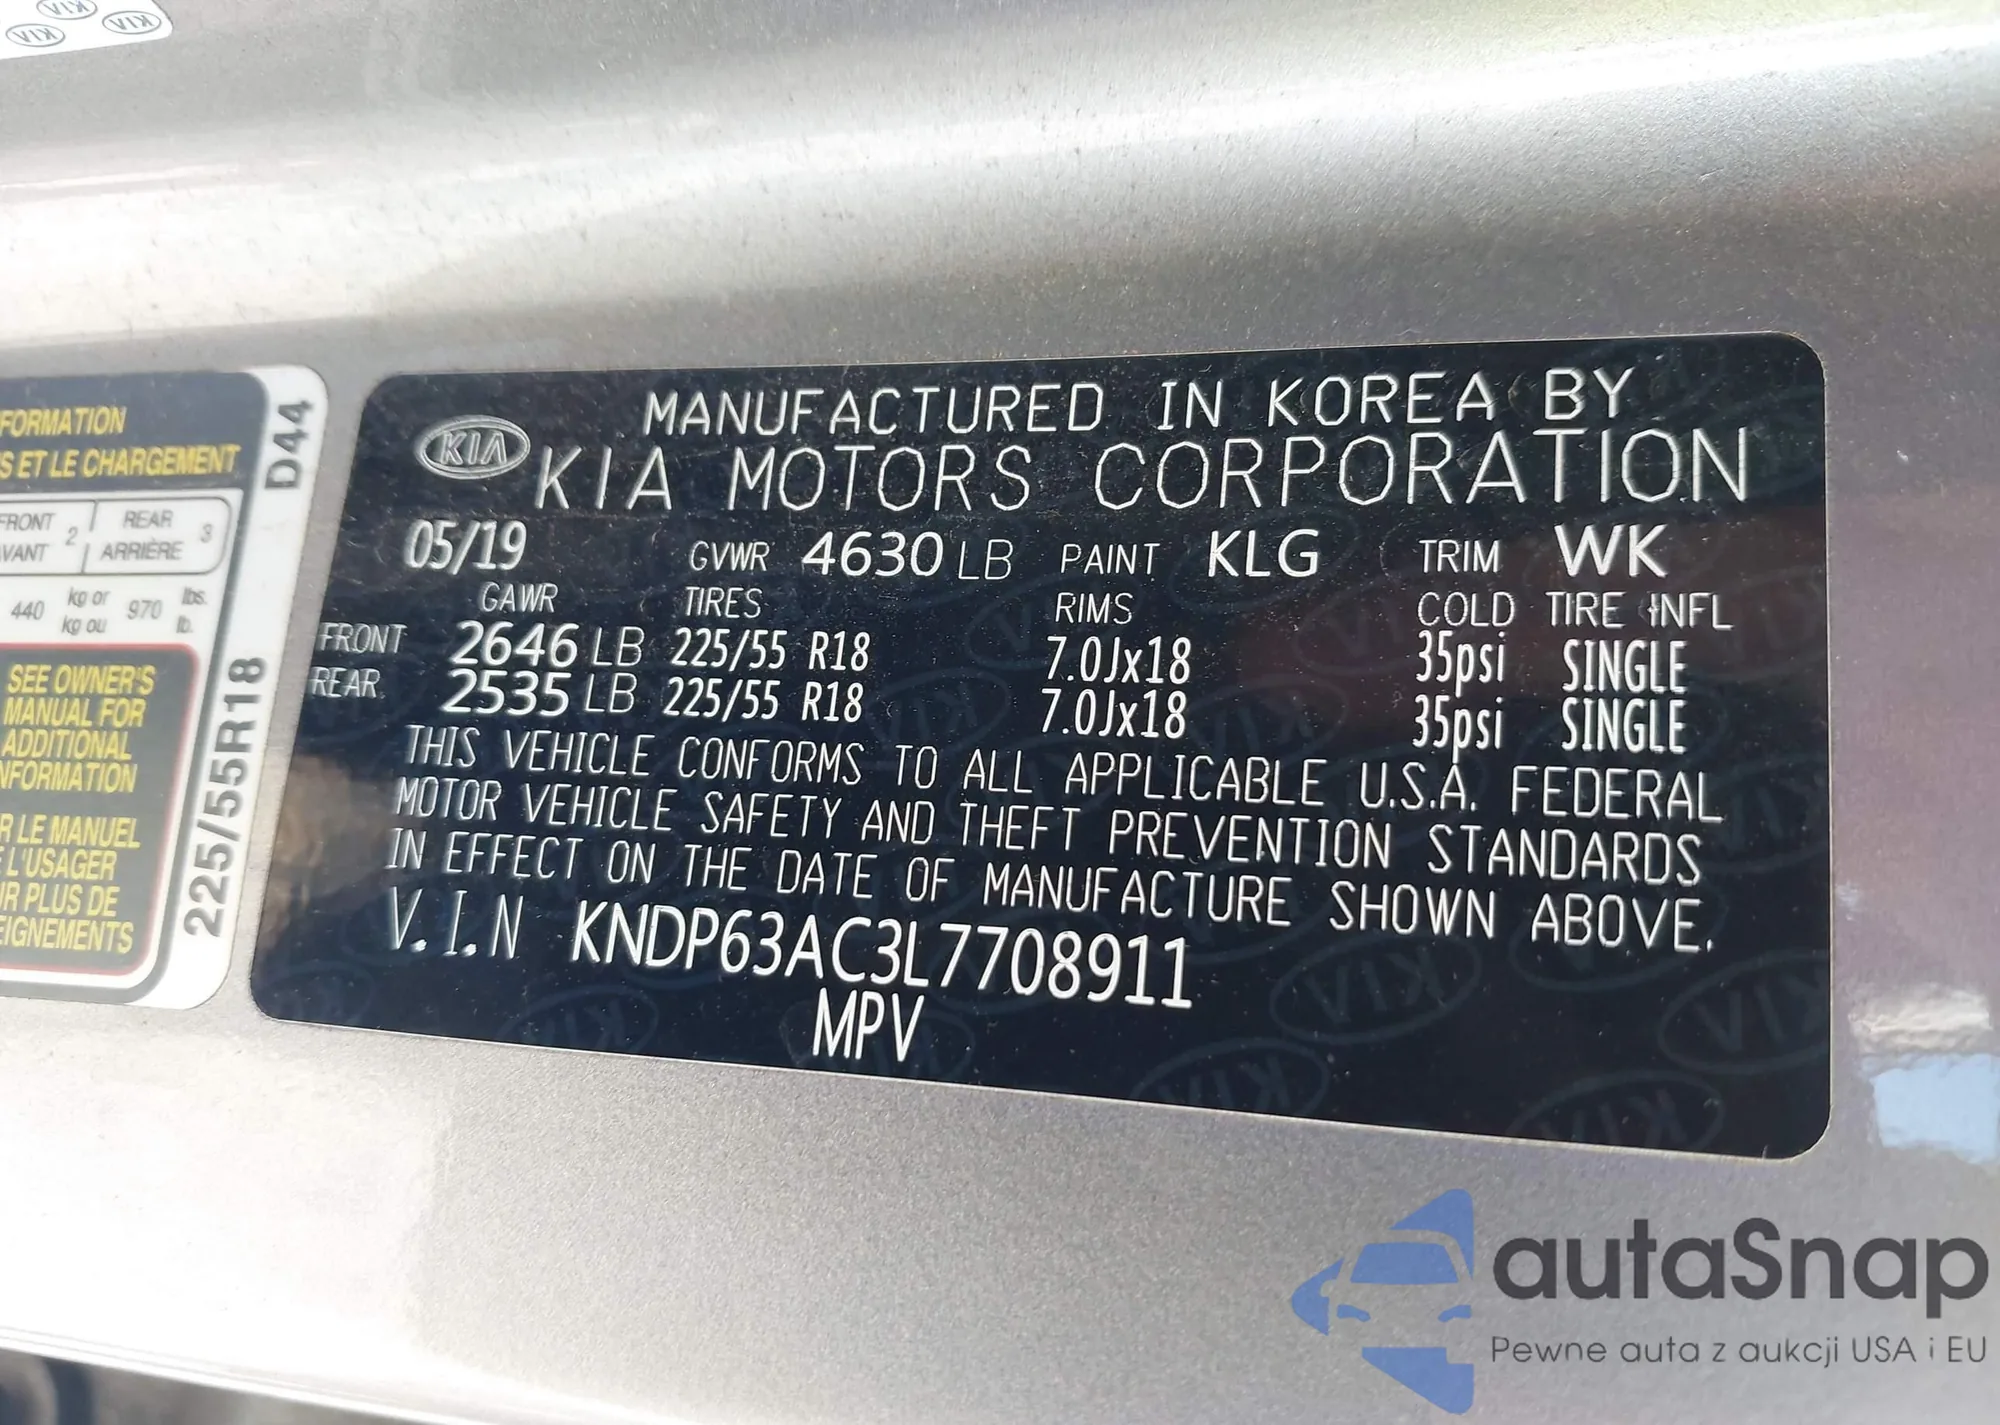 KIA
KIA
KIA
MANUFACTURED IN KOREA BY
KIA KIA MOTORS CORPORATION
05/19 GVWR 4630 LB PAINT KLG TRIM WK
GAWR TIRES RIMS COLD TIRE INFL
FRONT 2646 LB 225/55 R18 7.0Jx18 35psi SINGLE
REAR 2535 LB 225/55 R18 7.0Jx18 35psi SINGLE
THIS VEHICLE CONFORMS TO ALL APPLICABLE U.S.A. FEDERAL
MOTOR VEHICLE SAFETY AND THEFT PREVENTION STANDARDS
IN EFFECT ON THE DATE OF MANUFACTURE SHOWN ABOVE.
V.I.N KNDP63AC3L7708911
MPV
FORMATION
S ET LE CHARGEMENT
FRONT 2 REAR 3
AVANT ARRIÈRE
440 kg or 970 lbs.
kg ou lb.
SEE OWNER'S
MANUAL FOR
ADDITIONAL
NFORMATION
R LE MANUEL
E L'USAGER
UR PLUS DE
EIGNEMENTS
D44
225/55R18
autaSnap
Pewne auta z aukcji USA i EU